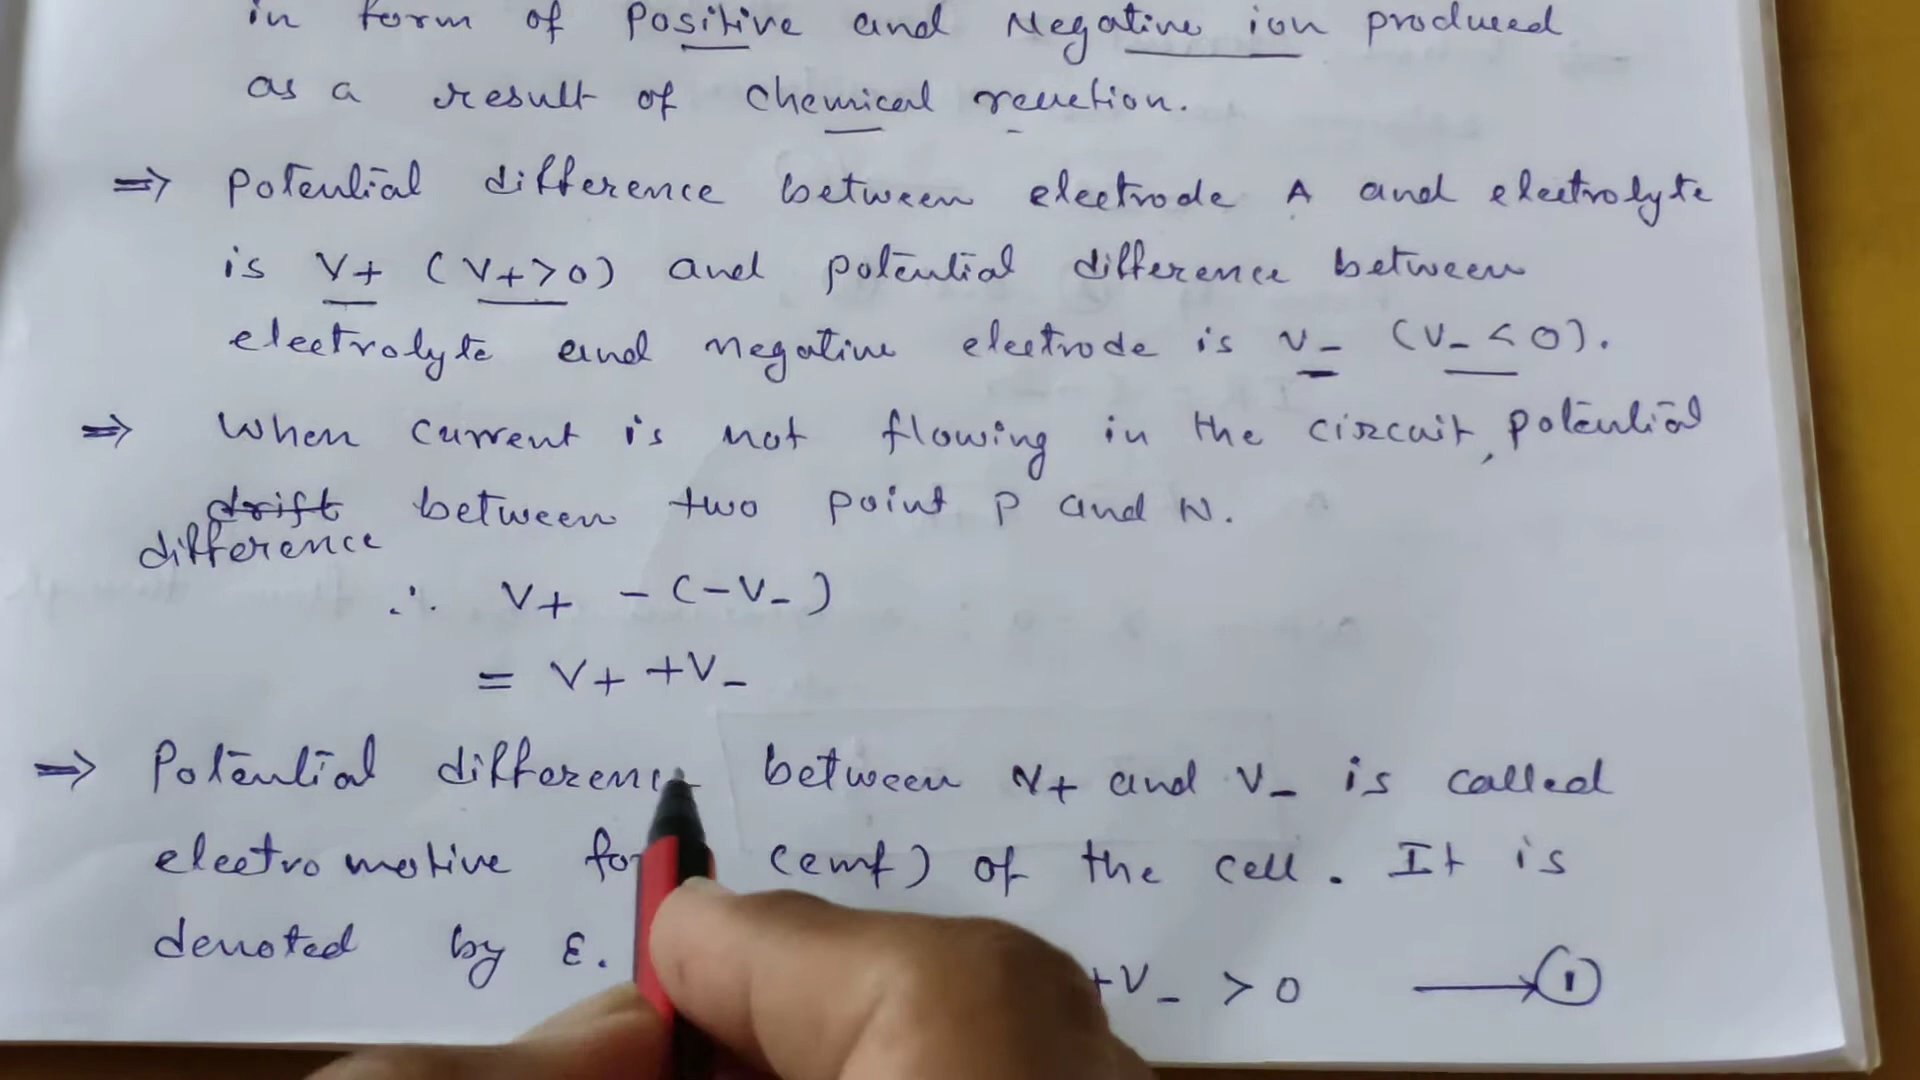 in form of Positive and Negative ion produced
as a result of chemical reaction.
⇒ Potential difference between electrode A and electrolyte
is V+ (V+>0) and potential difference between
electrolyte and negative electrode is V- (V- < 0).
⇒ When current is not flowing in the circuit, potential
drift between two point P and N.
difference
∴ V+ - (-V-)
= V+ +V-
⇒ Potential difference between V+ and V- is called
electro motive (emf) of the cell. It is
denoted by ε. +V- > 0 → 1